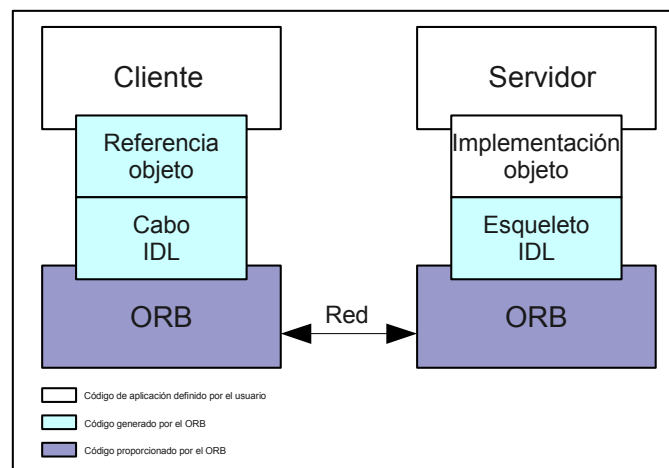 Cliente
Servidor
Referencia
objeto
Implementación
objeto
Cabo
IDL
Esqueleto
IDL
ORB
Red
ORB
Código de aplicación definido por el usuario
Código generado por el ORB
Código proporcionado por el ORB